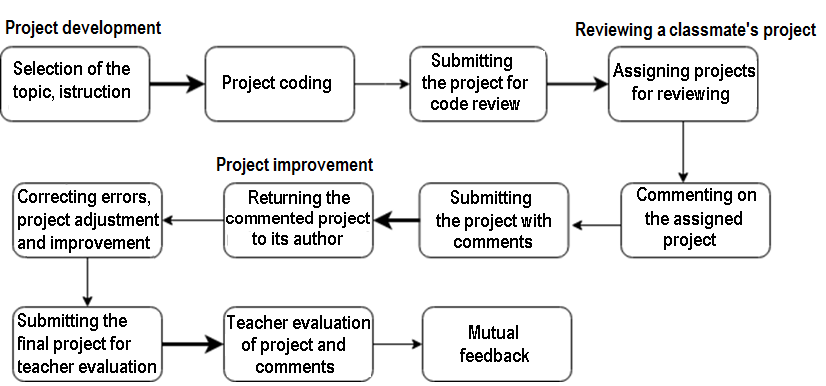 Project development
Reviewing a classmate's project
Selection of the
topic, istruction
Project coding
Submitting
the project for
code review
Assigning projects
for reviewing
Project improvement
Correcting errors,
project adjustment
and improvement
Returning the
commented project
to its author
Submitting
the project with
comments
Commenting on
the assigned
project
Submitting the
final project for
teacher evaluation
Teacher evaluation
of project and
comments
Mutual
feedback